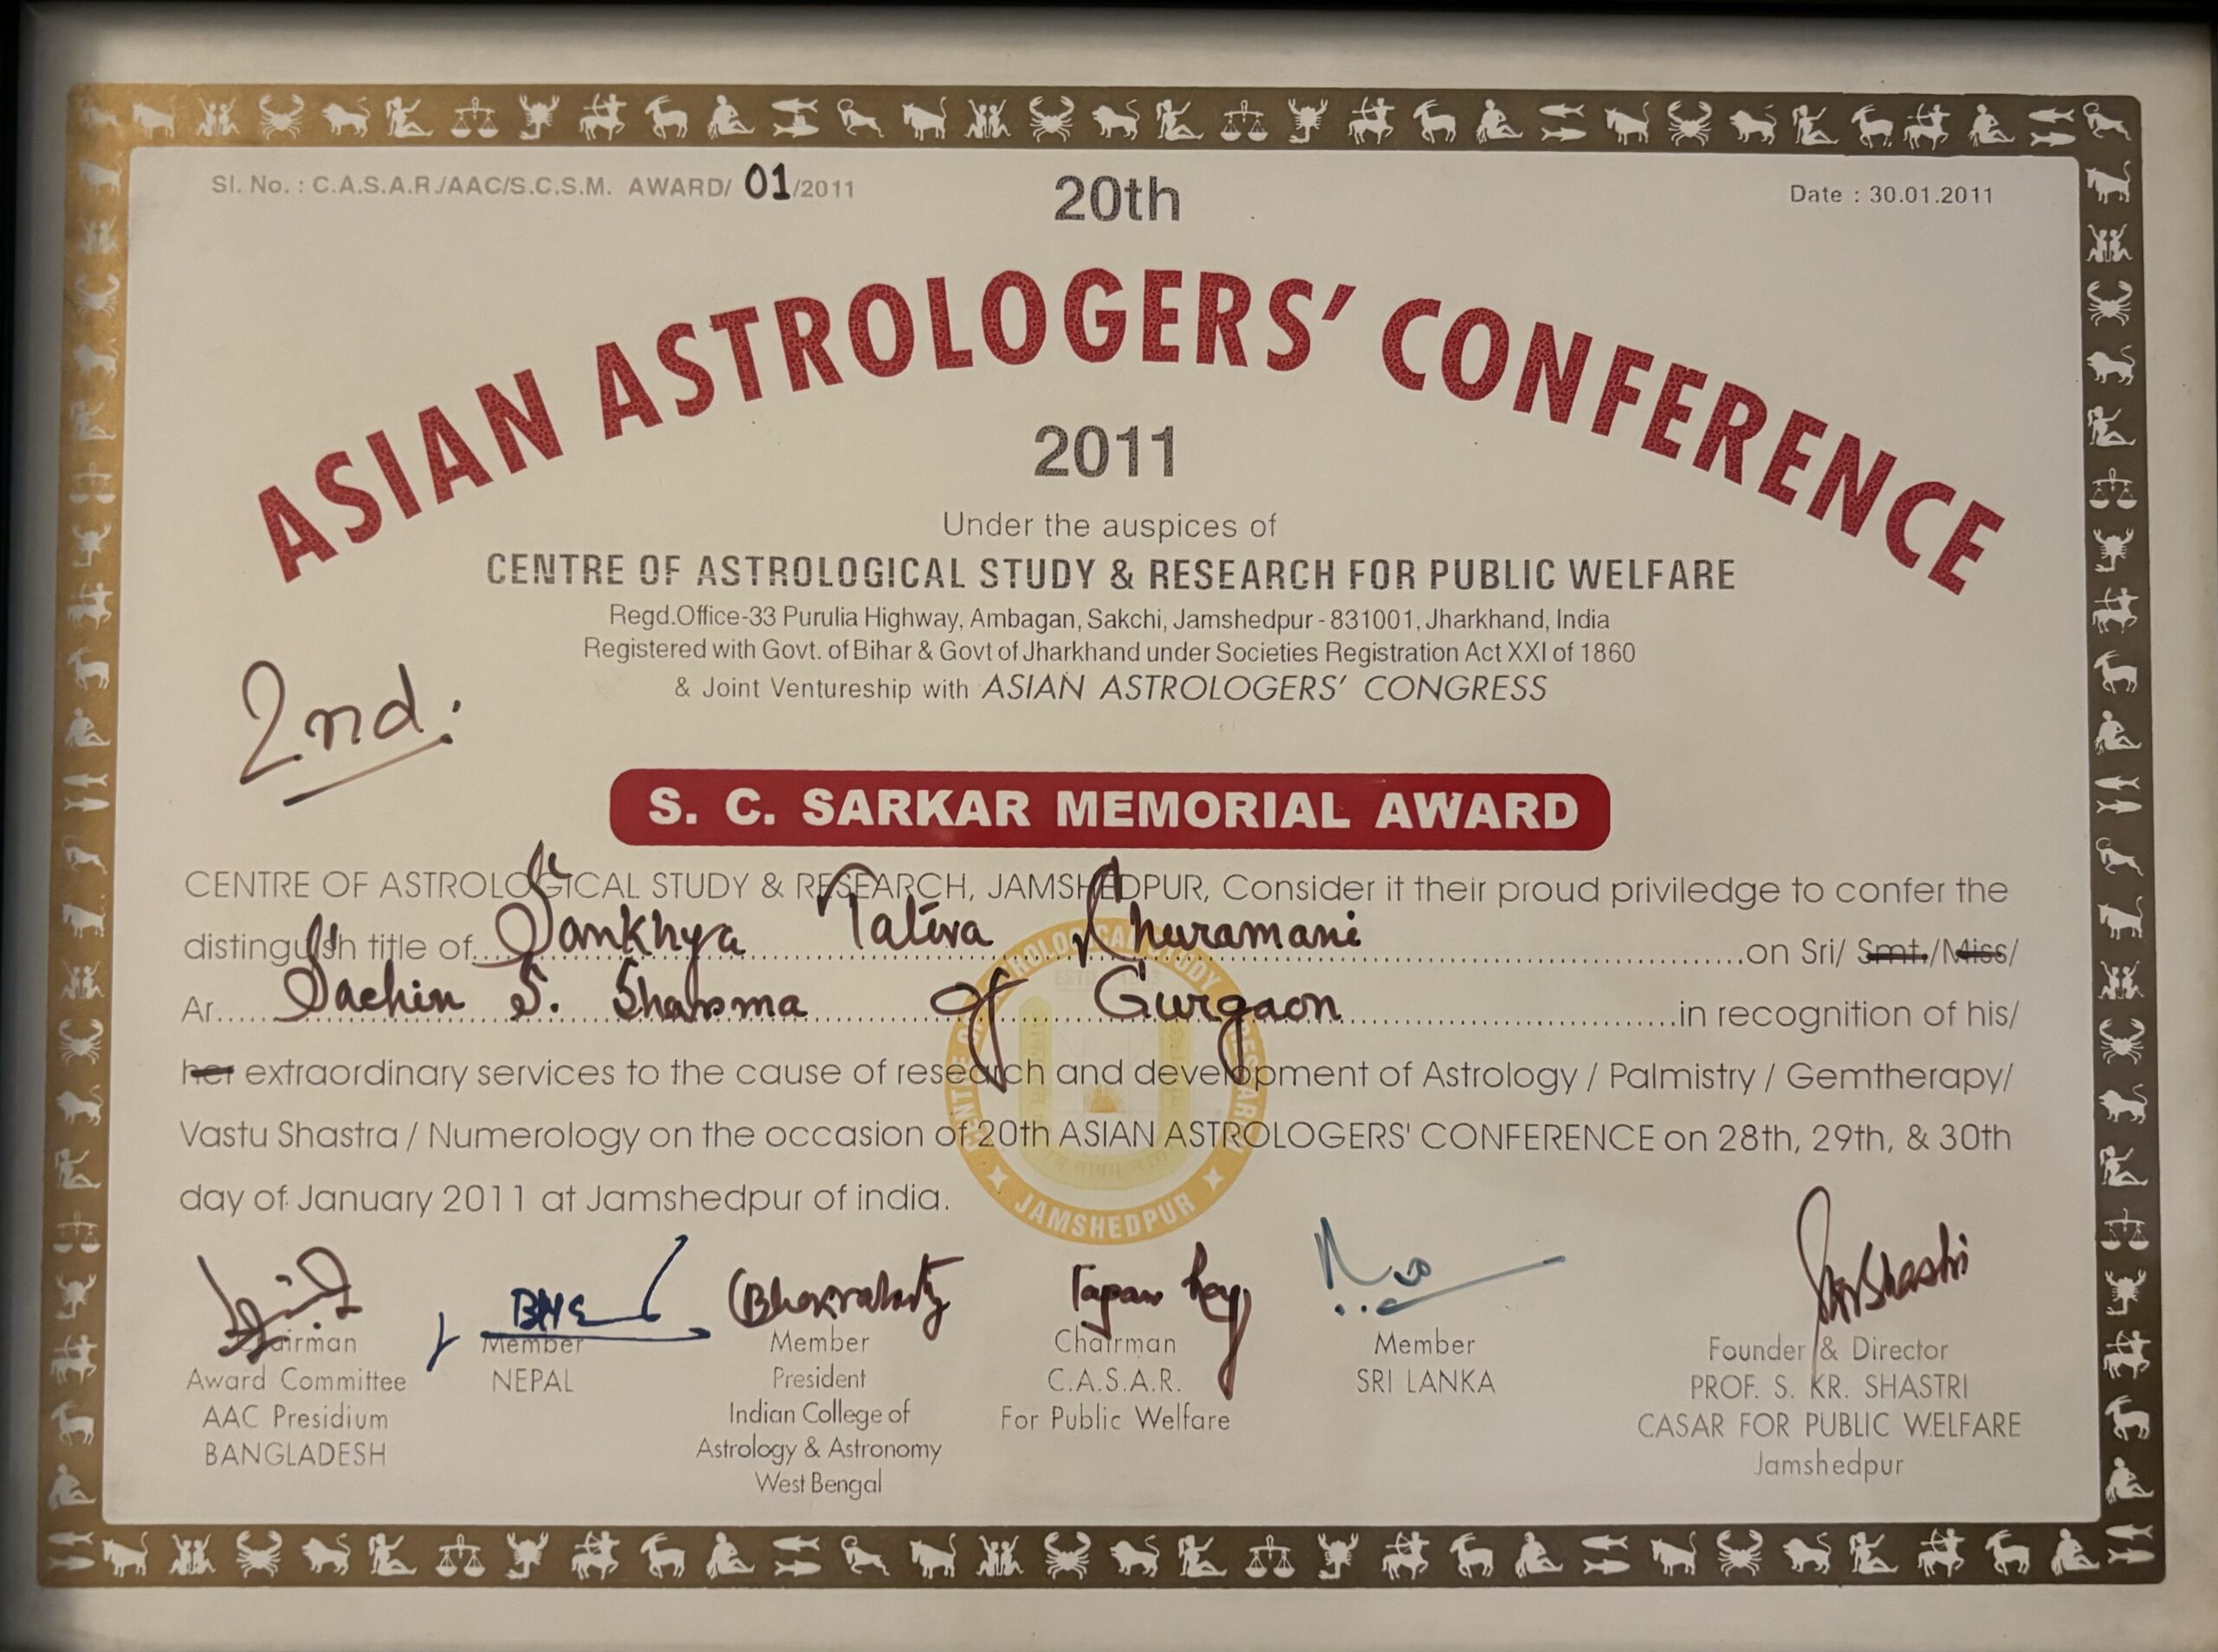 Sl. No. : C.A.S.A.R./AAC/S.C.S.M. AWARD/ 01/2011
20th
Date : 30.01.2011
ASIAN ASTROLOGERS' CONFERENCE
2011
Under the auspices of
CENTRE OF ASTROLOGICAL STUDY & RESEARCH FOR PUBLIC WELFARE
Regd.Office-33 Purulia Highway, Ambagan, Sakchi, Jamshedpur - 831001, Jharkhand, India
Registered with Govt. of Bihar & Govt of Jharkhand under Societies Registration Act XXI of 1860
& Joint Ventureship with ASIAN ASTROLOGERS' CONGRESS
2nd.
S. C. SARKAR MEMORIAL AWARD
CENTRE OF ASTROLOGICAL STUDY & RESEARCH, JAMSHEDPUR, Consider it their proud priviledge to confer the
distinguish title of Sankhya Tatwa Churamani on Sri/ Smt./Miss/
Ar. Sachin S. Sharma of Gurgaon in recognition of his/
her extraordinary services to the cause of research and development of Astrology / Palmistry / Gemtherapy/
Vastu Shastra / Numerology on the occasion of 20th ASIAN ASTROLOGERS' CONFERENCE on 28th, 29th, & 30th
day of January 2011 at Jamshedpur of india.
JAMSHEDPUR
Tapan Roy
Chairman
Award Committee
AAC Presidium
BANGLADESH
Member
NEPAL
Member
President
Indian College of
Astrology & Astronomy
West Bengal
Chairman
C.A.S.A.R.
For Public Welfare
Member
SRI LANKA
Founder & Director
PROF. S. KR. SHASTRI
CASAR FOR PUBLIC WELFARE
Jamshedpur